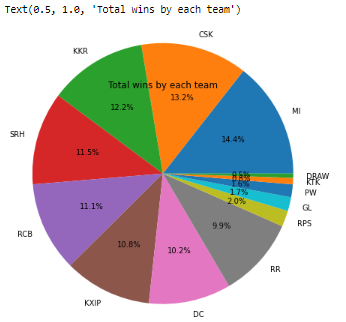 Text(0.5, 1.0, 'Total wins by each team')
CSK
KKR
Total wins by each team
13.2%
MI
12.2%
14.4%
SRH
11.5%
DRAW
KTK
1.6%
PW
1.7%
GL
2.0%
RPS
RCB
11.1%
9.9%
10.8%
10.2%
RR
KXIP
DC